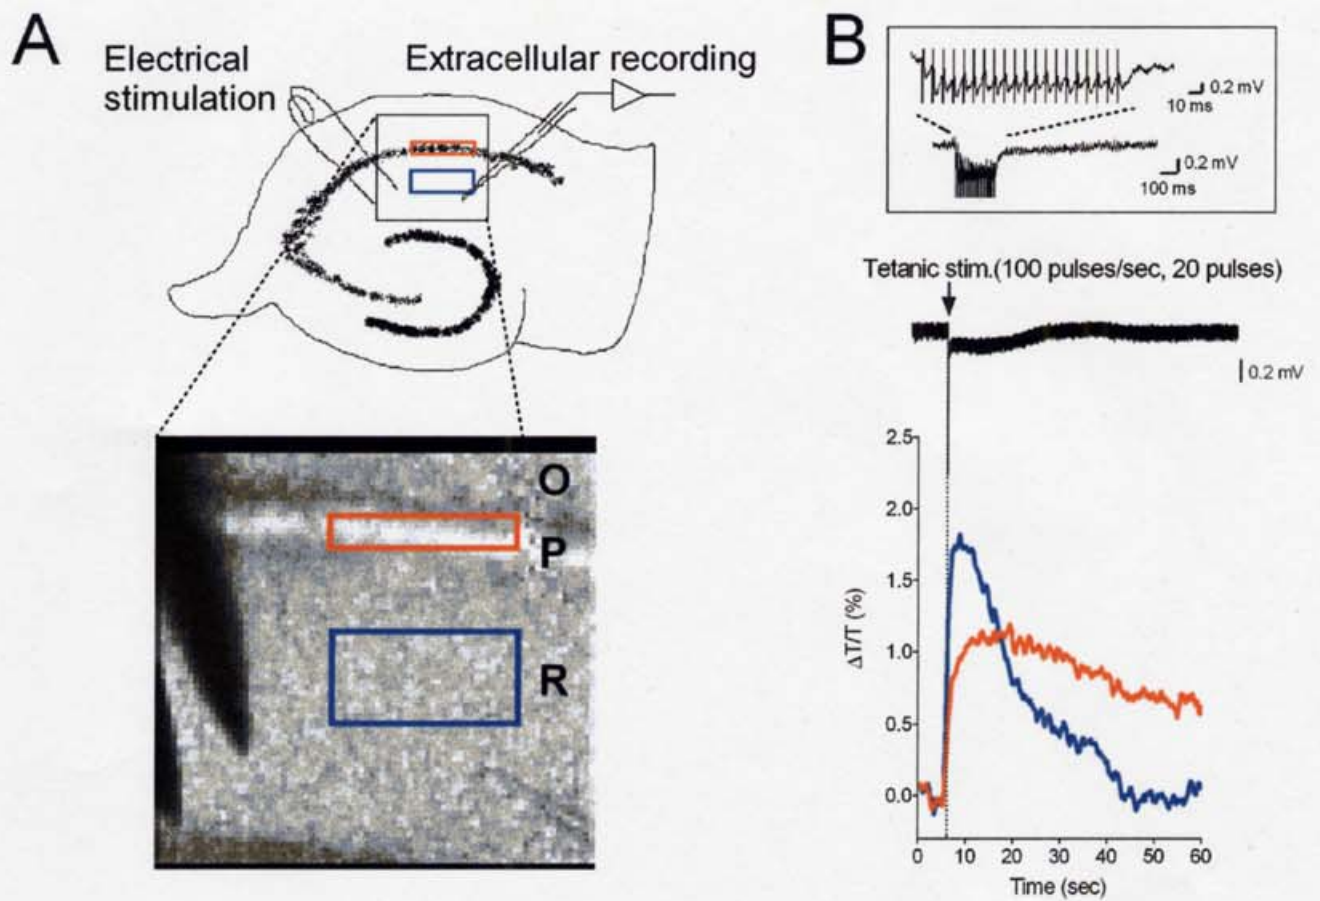 A
Electrical
stimulation
Extracellular recording
O
P
R
B
0.2 mV
10 ms
0.2 mV
100 ms
Tetanic stim.(100 pulses/sec, 20 pulses)
0.2 mV
2.5
2.0
1.5
1.0
0.5
0.0
ΔT/T (%)
0 10 20 30 40 50 60
Time (sec)